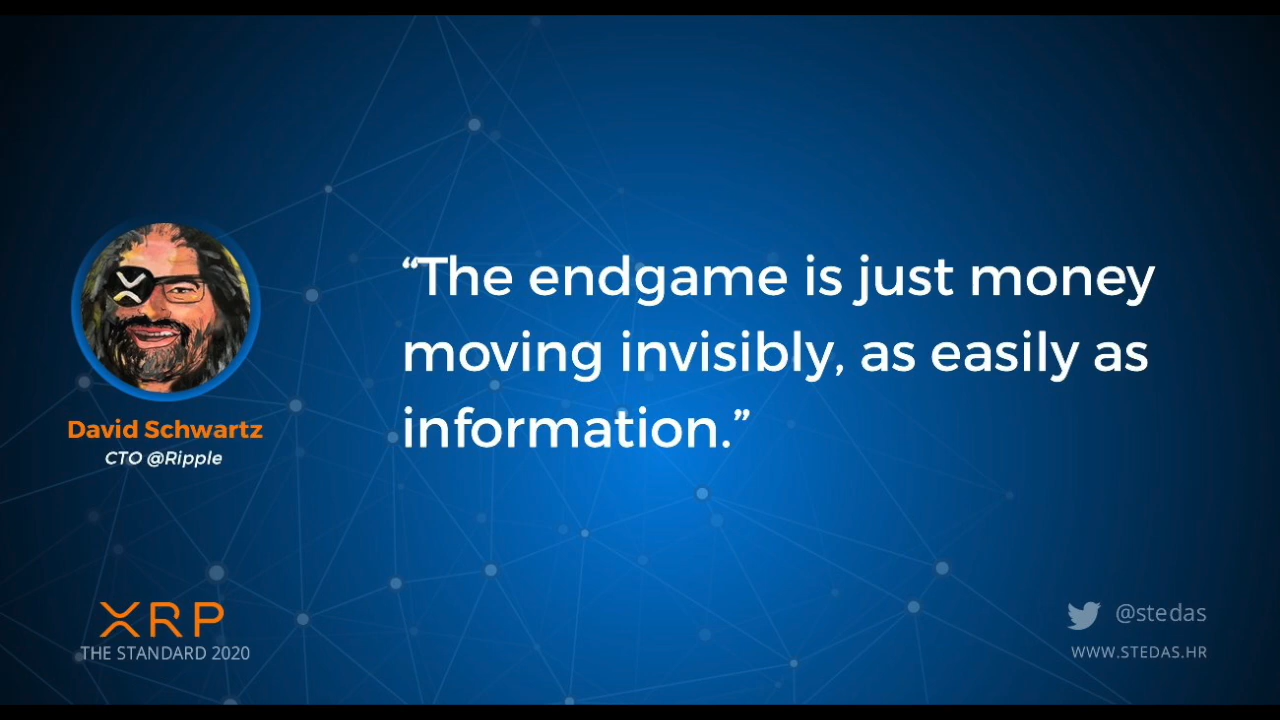 “The endgame is just money
moving invisibly, as easily as
information.”
David Schwartz
CTO @Ripple
XRP
THE STANDARD 2020
@stedas
WWW.STEDAS.HR